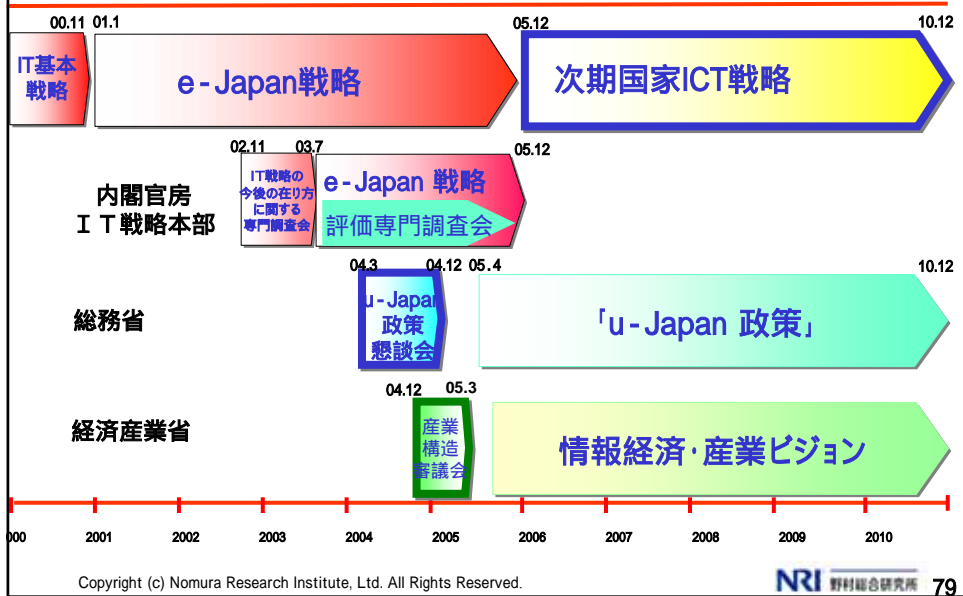 00.11 01.1 05.12 10.12
IT基本
戦略
e-Japan戦略
次期国家ICT戦略
02.11 03.7 05.12
内閣官房
ＩＴ戦略本部
IT戦略の
今後の在り方
に関する
専門調査会
e-Japan 戦略
評価専門調査会
04.3 04.12 05.4 10.12
総務省
u-Japan
政策
懇談会
「u-Japan 政策」
04.12 05.3
経済産業省
産業
構造
審議会
情報経済・産業ビジョン
000 2001 2002 2003 2004 2005 2006 2007 2008 2009 2010
Copyright (c) Nomura Research Institute, Ltd. All Rights Reserved.
NRI 野村総合研究所 79